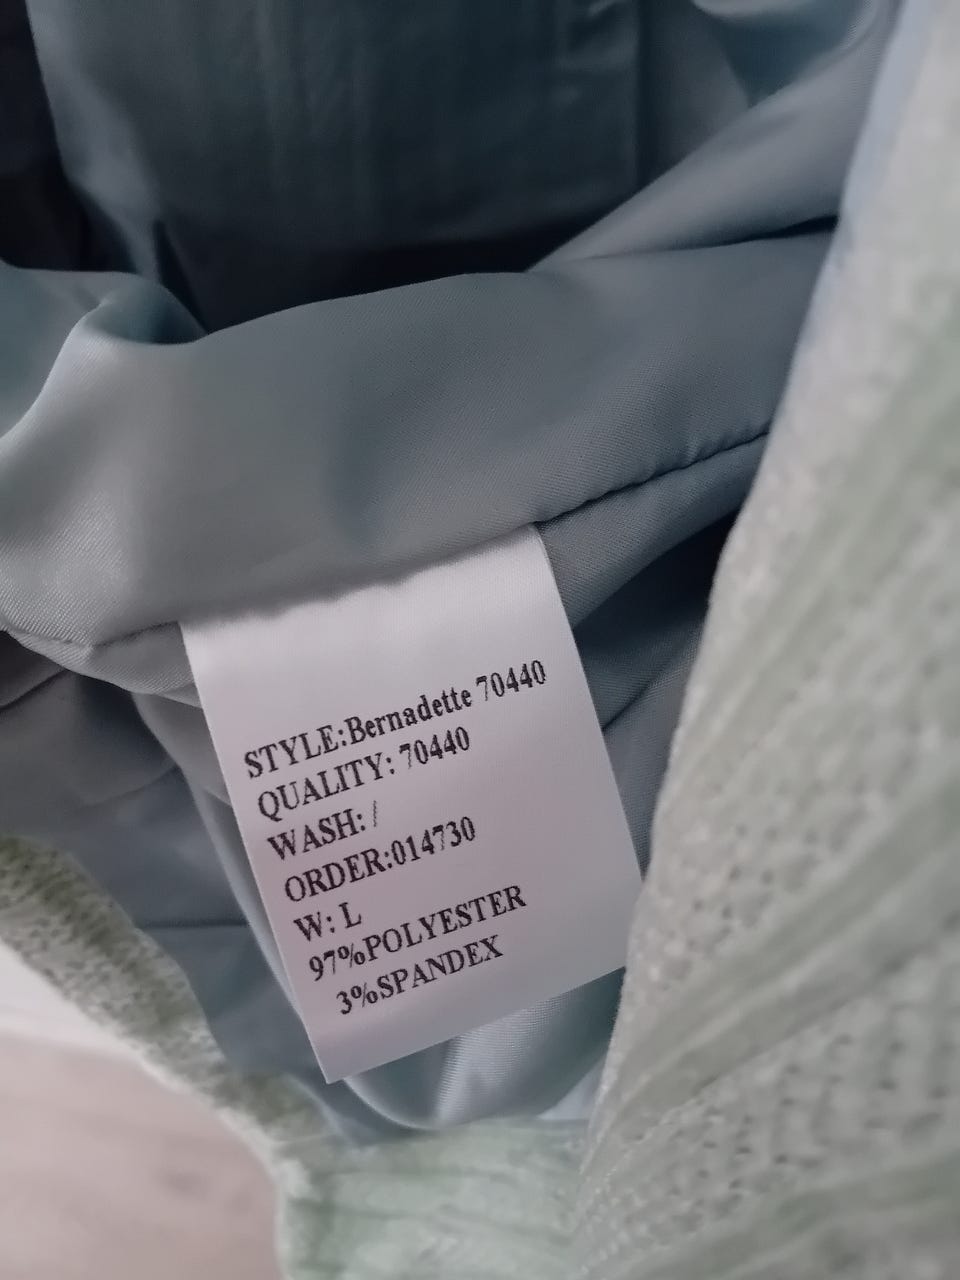 STYLE:Bernadette 70440
QUALITY: 70440
WASH: /
ORDER:014730
W: L
97%POLYESTER
3%SPANDEX